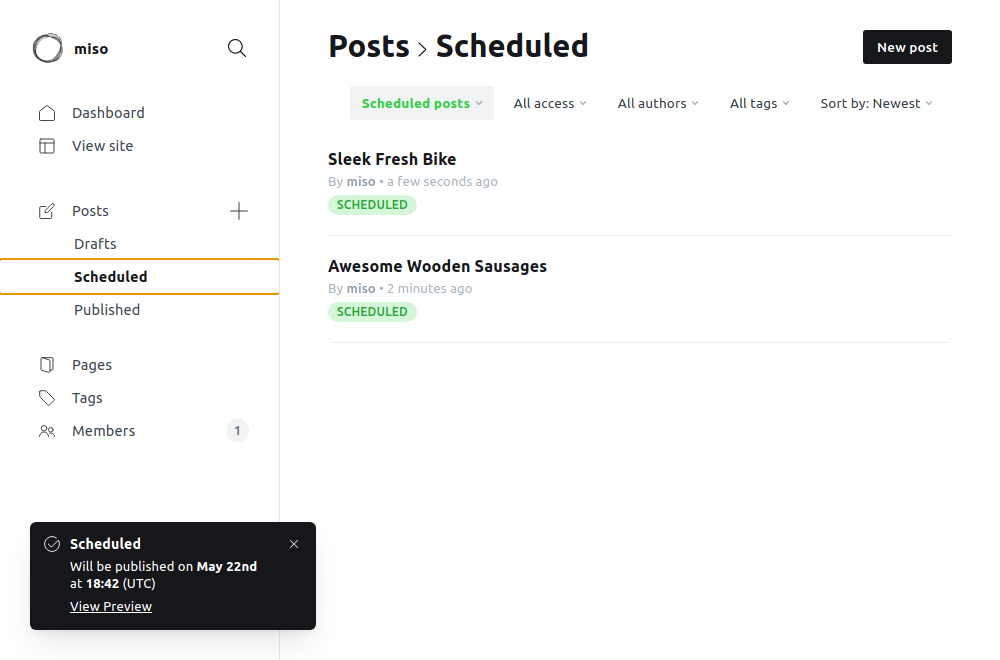 miso
Dashboard
View site
Posts
Drafts
Scheduled
Published
Pages
Tags
Members 1
Posts > Scheduled
New post
Scheduled posts All access All authors All tags Sort by: Newest
Sleek Fresh Bike
By miso • a few seconds ago
SCHEDULED
Awesome Wooden Sausages
By miso • 2 minutes ago
SCHEDULED
Scheduled
Will be published on May 22nd
at 18:42 (UTC)
View Preview